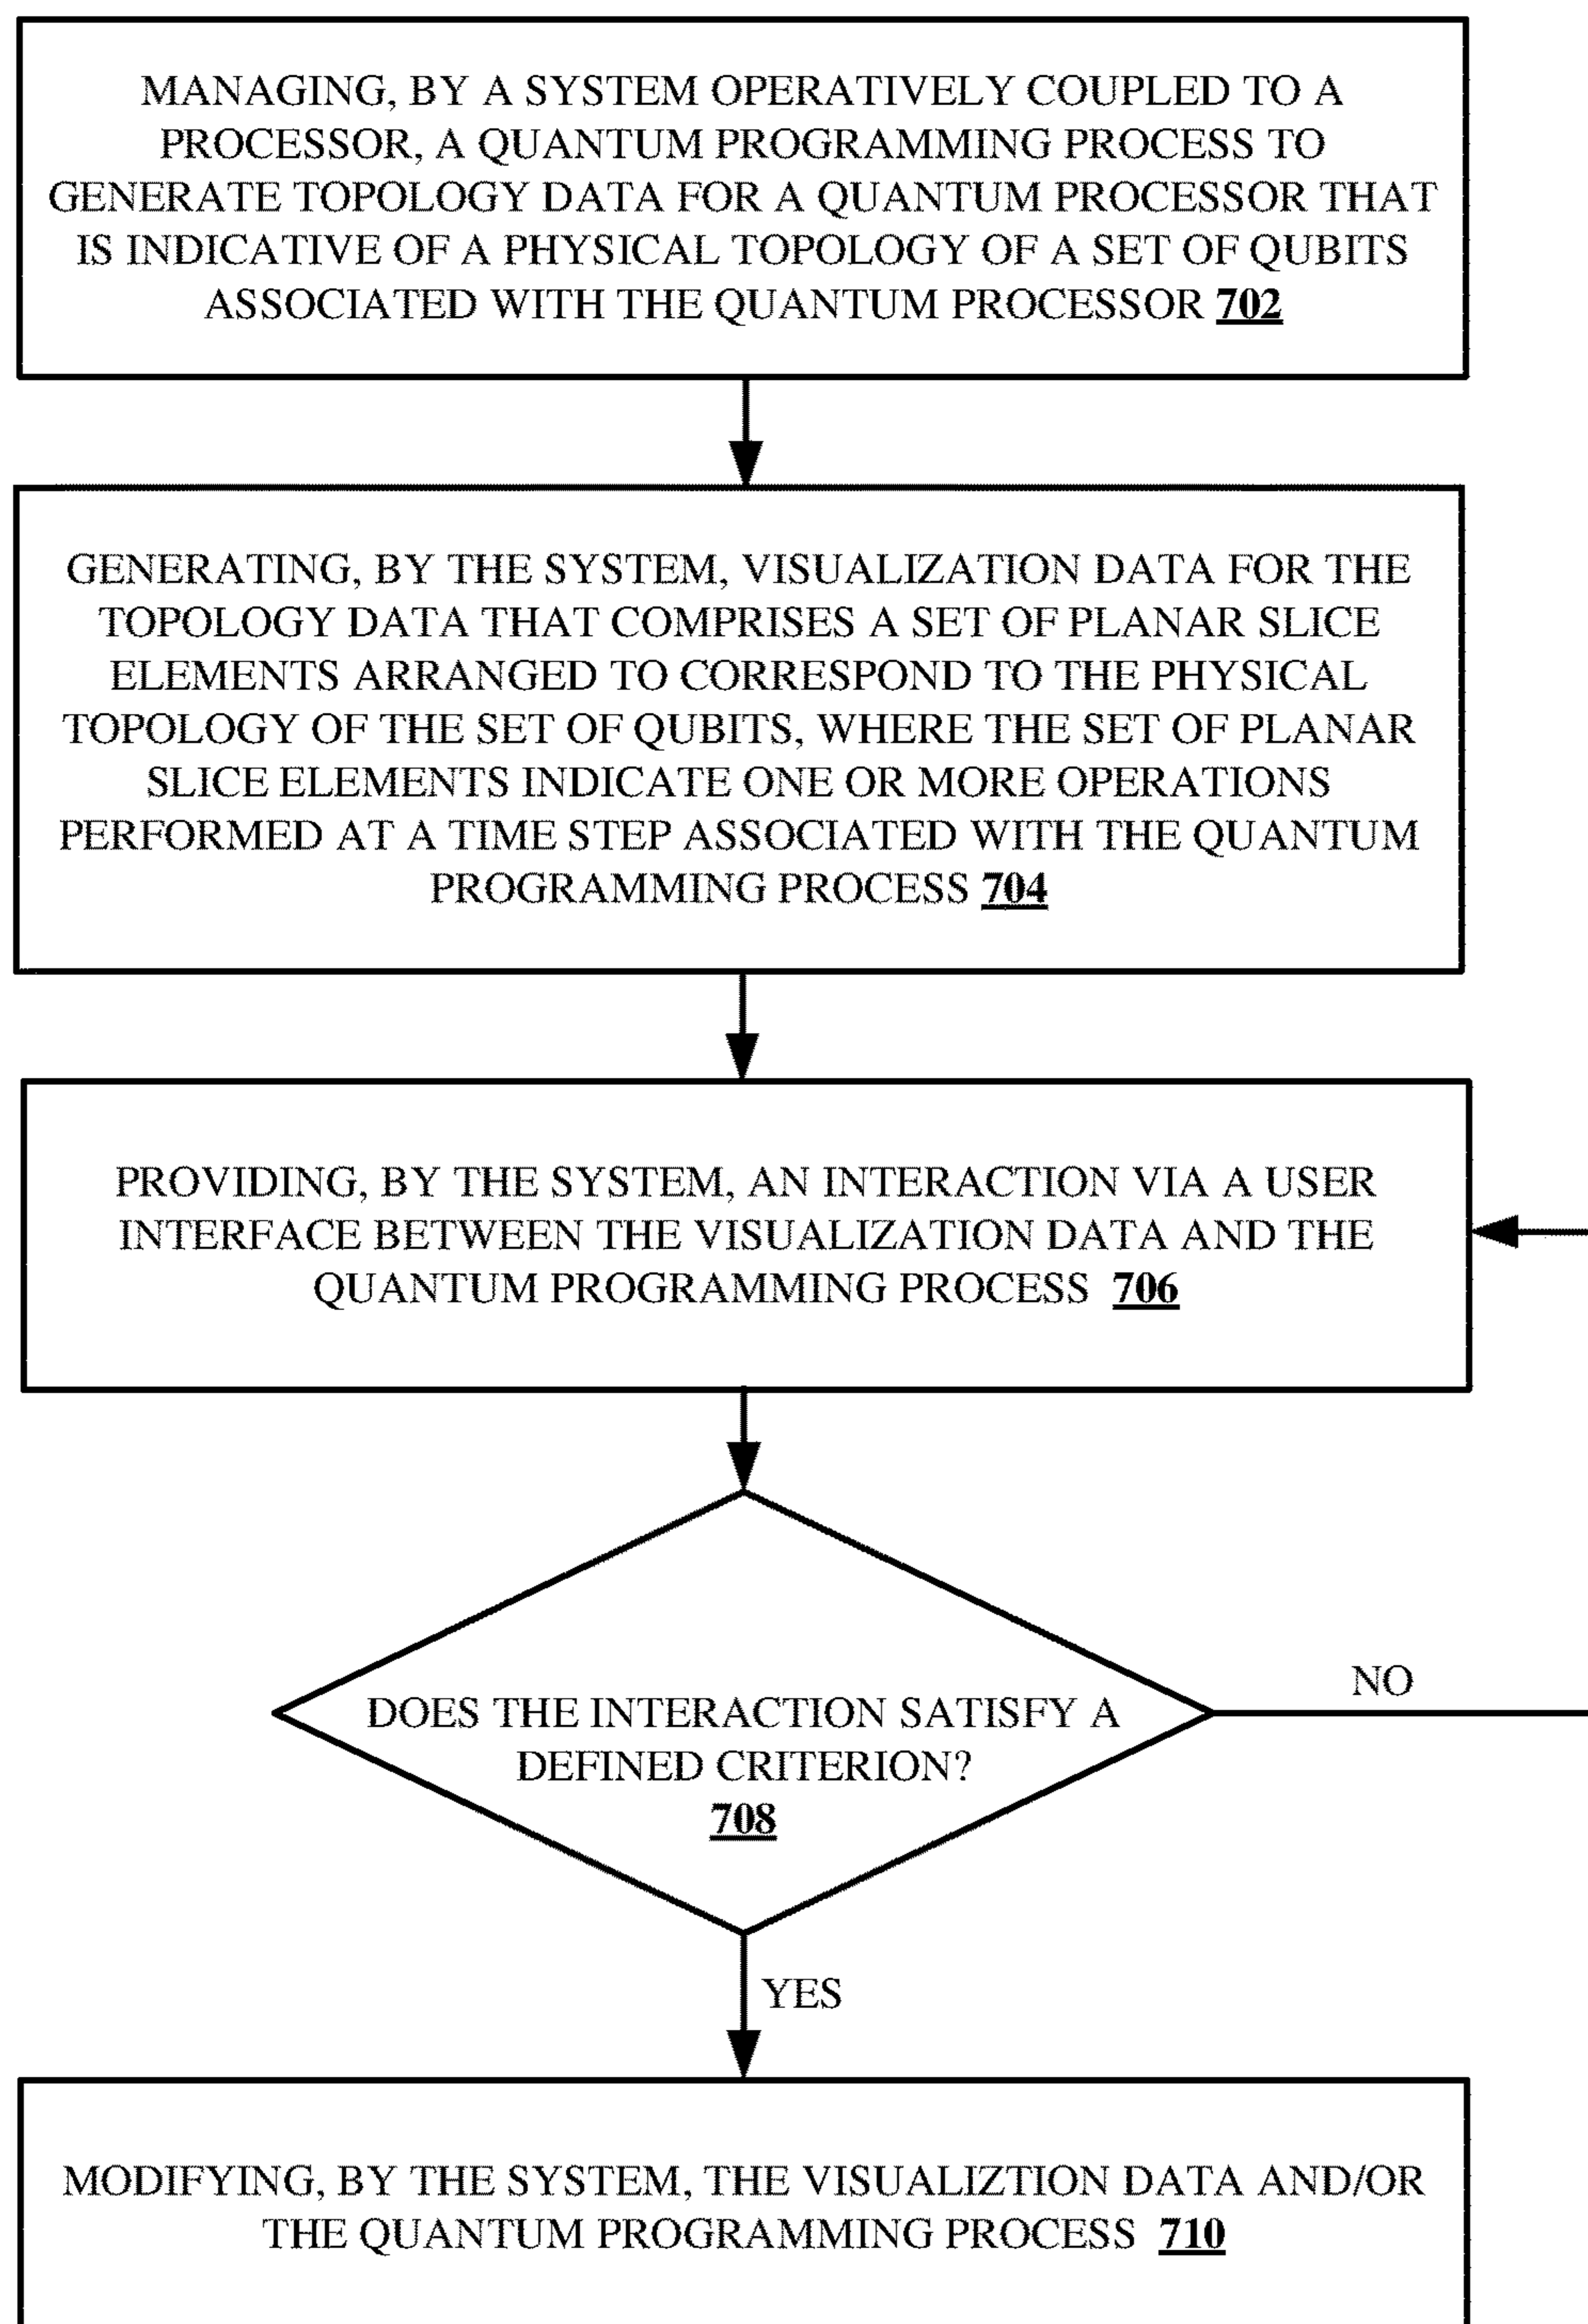 MANAGING, BY A SYSTEM OPERATIVELY COUPLED TO A
PROCESSOR, A QUANTUM PROGRAMMING PROCESS TO
GENERATE TOPOLOGY DATA FOR A QUANTUM PROCESSOR THAT
IS INDICATIVE OF A PHYSICAL TOPOLOGY OF A SET OF QUBITS
ASSOCIATED WITH THE QUANTUM PROCESSOR 702
GENERATING, BY THE SYSTEM, VISUALIZATION DATA FOR THE
TOPOLOGY DATA THAT COMPRISES A SET OF PLANAR SLICE
ELEMENTS ARRANGED TO CORRESPOND TO THE PHYSICAL
TOPOLOGY OF THE SET OF QUBITS, WHERE THE SET OF PLANAR
SLICE ELEMENTS INDICATE ONE OR MORE OPERATIONS
PERFORMED AT A TIME STEP ASSOCIATED WITH THE QUANTUM
PROGRAMMING PROCESS 704
PROVIDING, BY THE SYSTEM, AN INTERACTION VIA A USER
INTERFACE BETWEEN THE VISUALIZATION DATA AND THE
QUANTUM PROGRAMMING PROCESS 706
NO
DOES THE INTERACTION SATISFY A
DEFINED CRITERION?
708
YES
MODIFYING, BY THE SYSTEM, THE VISUALIZTION DATA AND/OR
THE QUANTUM PROGRAMMING PROCESS 710